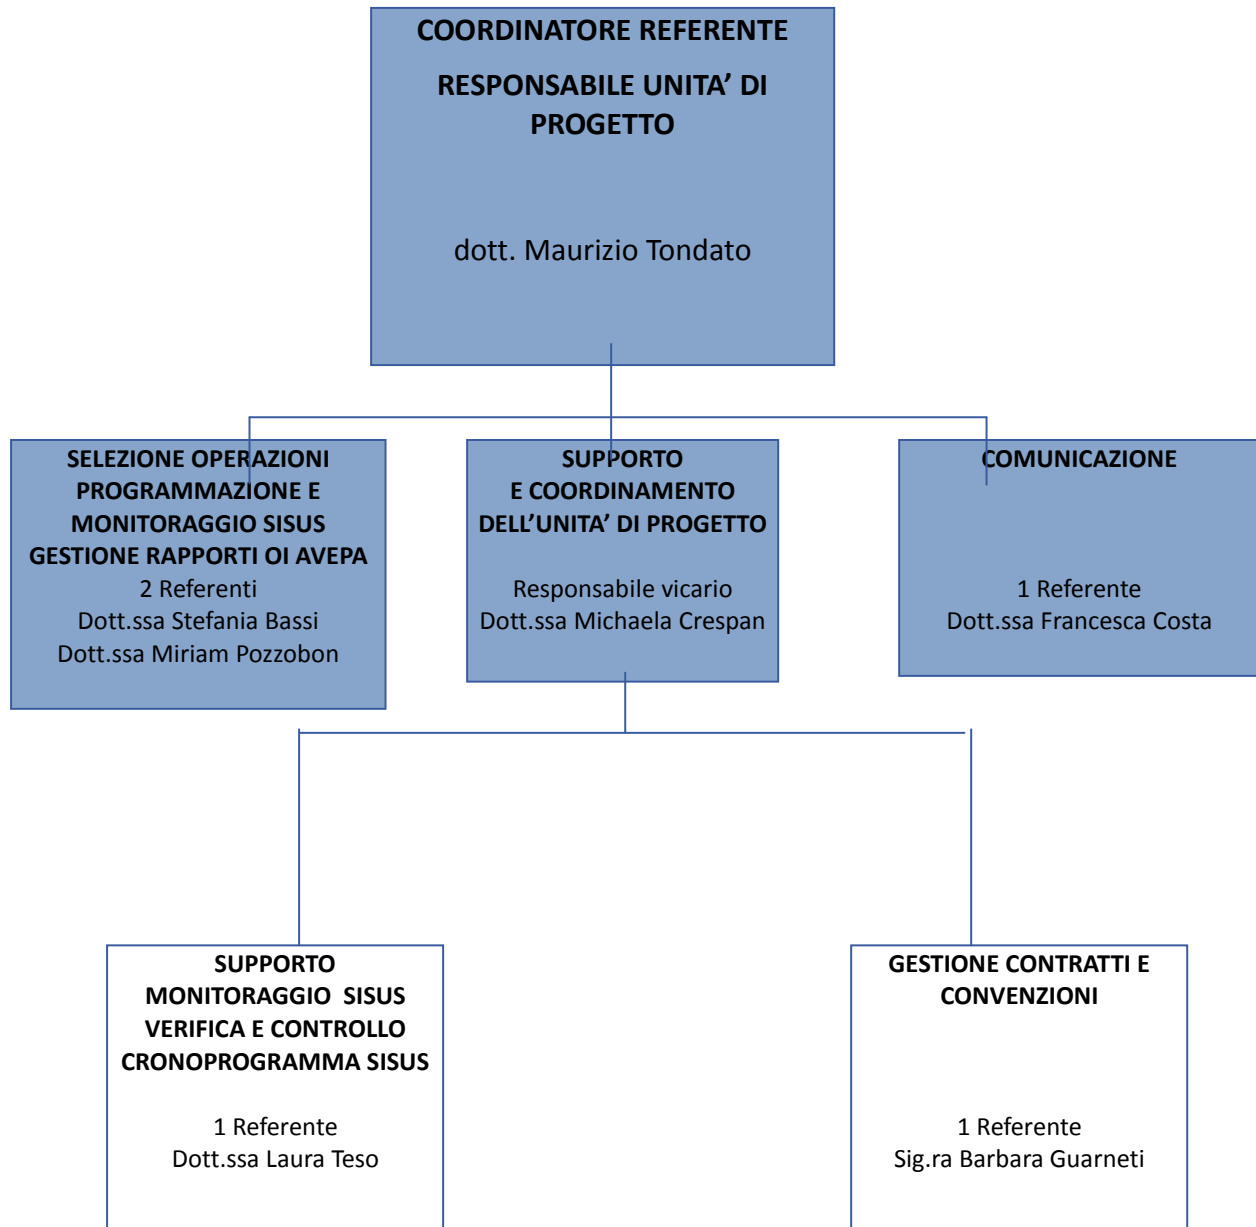 COORDINATORE REFERENTE
RESPONSABILE UNITA’ DI
PROGETTO
dott. Maurizio Tondato
SELEZIONE OPERAZIONI
PROGRAMMAZIONE E
MONITORAGGIO SISUS
GESTIONE RAPPORTI OI AVEPA
2 Referenti
Dott.ssa Stefania Bassi
Dott.ssa Miriam Pozzobon
SUPPORTO
E COORDINAMENTO
DELL’UNITA’ DI PROGETTO
Responsabile vicario
Dott.ssa Michaela Crespan
COMUNICAZIONE
1 Referente
Dott.ssa Francesca Costa
SUPPORTO
MONITORAGGIO SISUS
VERIFICA E CONTROLLO
CRONOPROGRAMMA SISUS
1 Referente
Dott.ssa Laura Teso
GESTIONE CONTRATTI E
CONVENZIONI
1 Referente
Sig.ra Barbara Guarneti